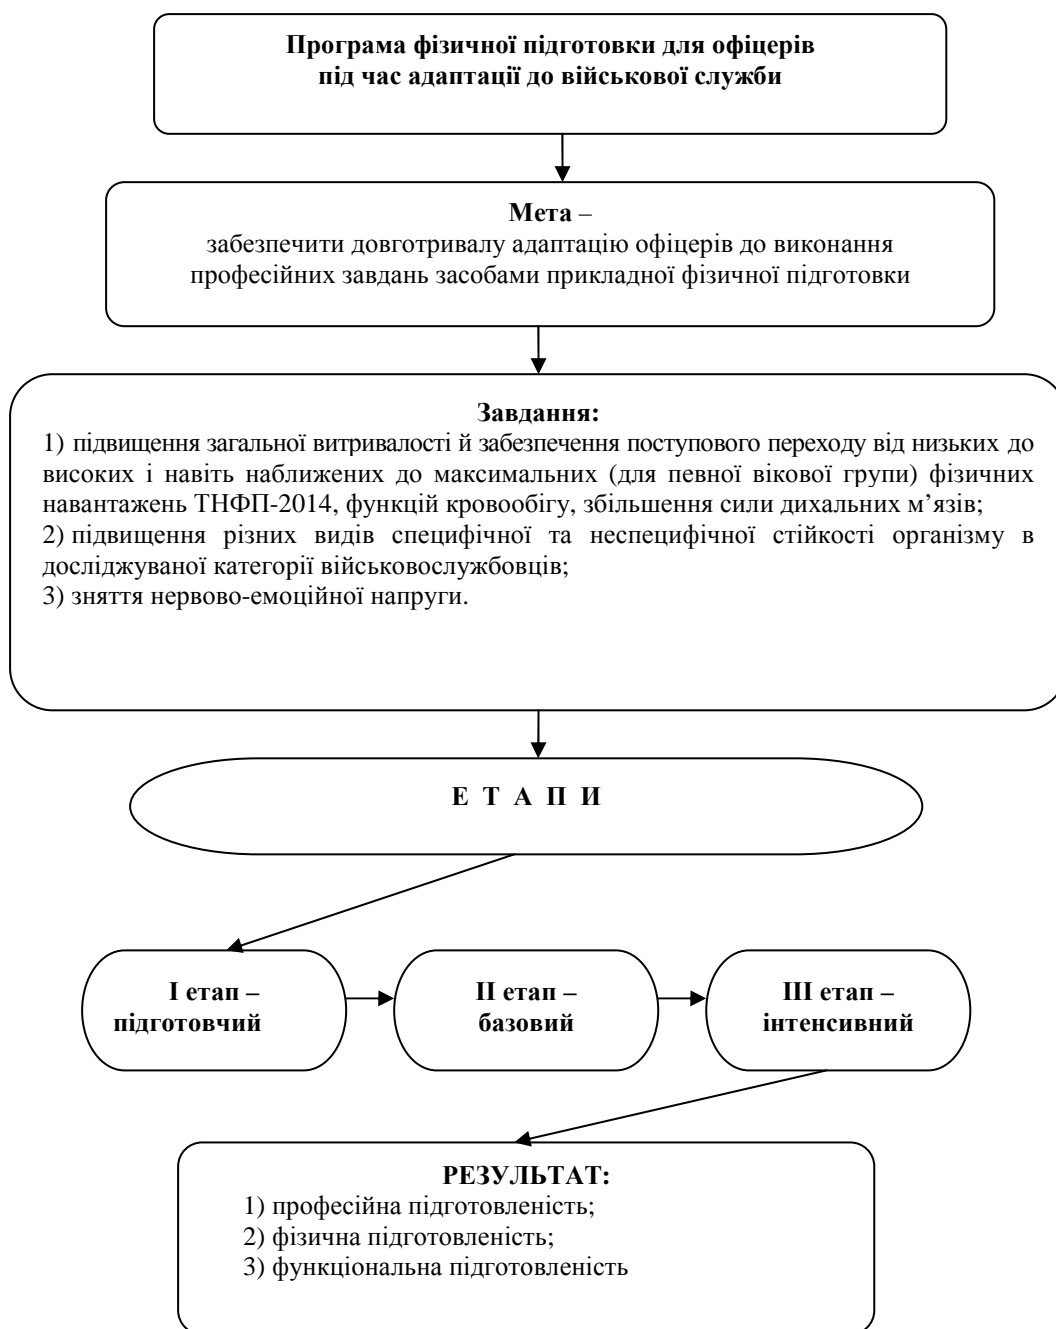 Програма фізичної підготовки для офіцерів
під час адаптації до військової служби
Мета –
забезпечити довготривалу адаптацію офіцерів до виконання
професійних завдань засобами прикладної фізичної підготовки
Завдання:
1) підвищення загальної витривалості й забезпечення поступового переходу від низьких до
високих і навіть наближених до максимальних (для певної вікової групи) фізичних
навантажень ТНФП-2014, функцій кровообігу, збільшення сили дихальних м’язів;
2) підвищення різних видів специфічної та неспецифічної стійкості організму в
досліджуваної категорії військовослужбовців;
3) зняття нервово-емоційної напруги.
Е Т А П И
І етап –
підготовчий
ІІ етап –
базовий
ІІІ етап –
інтенсивний
РЕЗУЛЬТАТ:
1) професійна підготовленість;
2) фізична підготовленість;
3) функціональна підготовленість